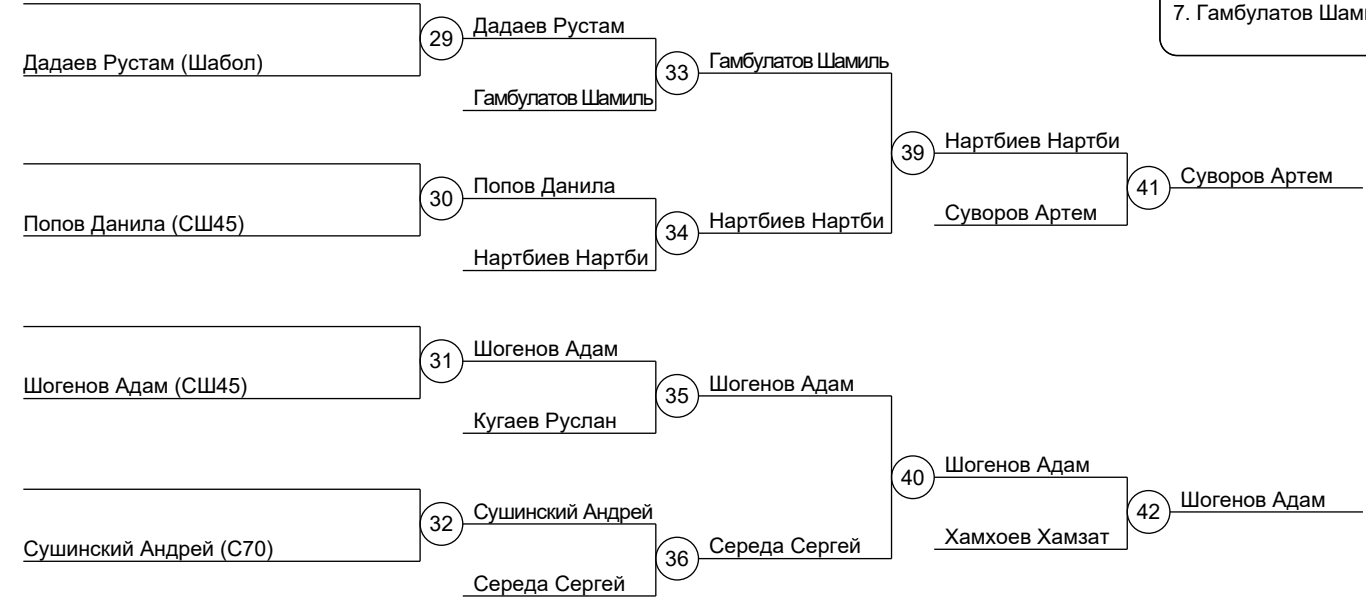 7. Гамбулатов
29
Дадаев Рустам
Дадаев Рустам (Шабол)
33
Гамбулатов Шамиль
Гамбулатов Шамиль
39
Нартбиев Нартби
30
Попов Данила
41
Суворов Артем
Попов Данила (СШ45)
34
Нартбиев Нартби
Суворов Артем
Нартбиев Нартби
31
Шогенов Адам
Шогенов Адам (СШ45)
35
Шогенов Адам
Кугаев Руслан
40
Шогенов Адам
32
Сушинский Андрей
42
Шогенов Адам
Сушинский Андрей (С70)
36
Середа Сергей
Хамхоев Хамзат
Середа Сергей